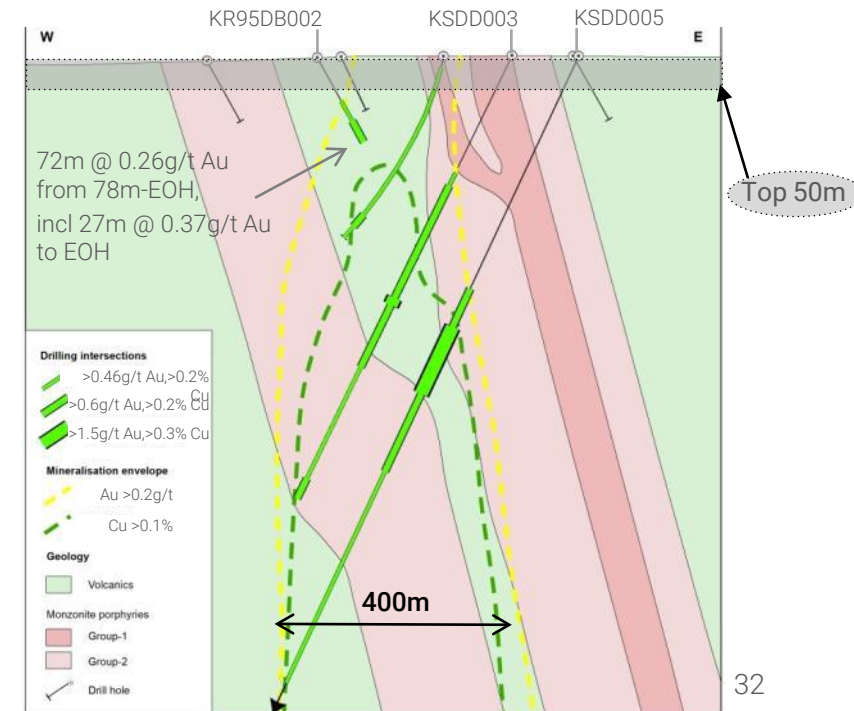 KR95DB002
KSDD003
KSDD005
W
E
72m @ 0.26g/t Au
from 78m-EOH,
incl 27m @ 0.37g/t Au
to EOH
Top 50m
Drilling intersections
>0.46g/t Au,>0.2%
Cu
>0.6g/t Au,>0.2% Cu
>1.5g/t Au,>0.3% Cu
Mineralisation envelope
Au >0.2g/t
Cu >0.1%
Geology
Volcanics
Monzonite porphyries
Group-1
Group-2
Drill hole
400m
32